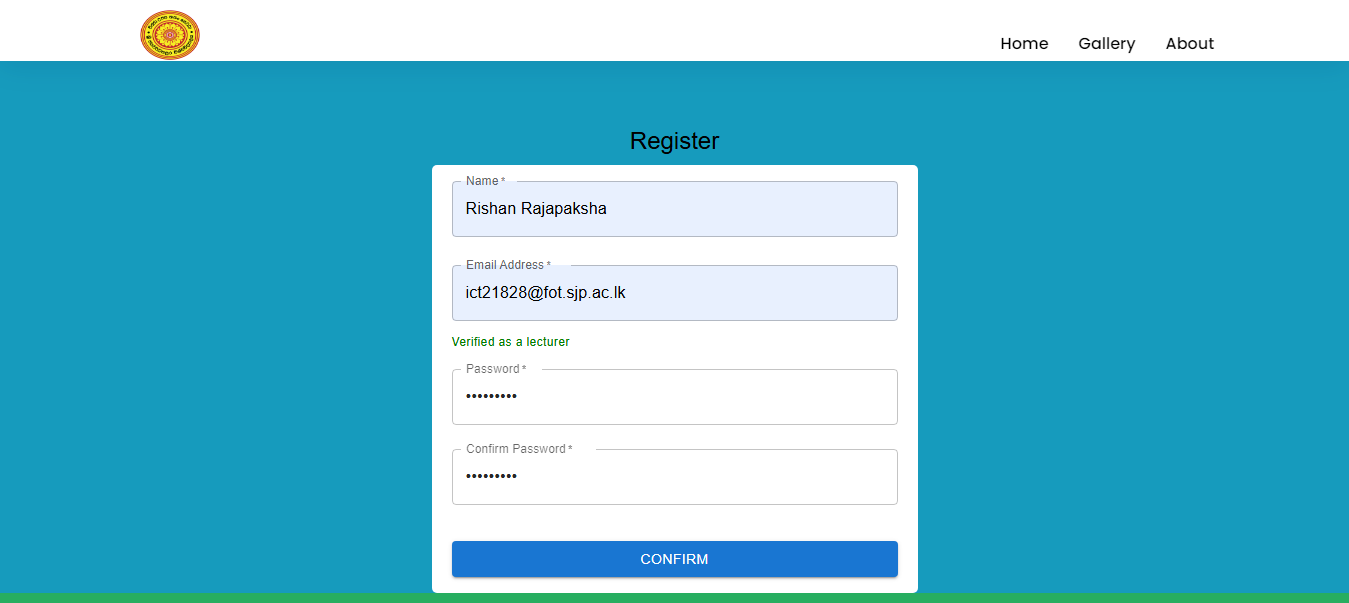 Home Gallery About
Register
Name *
Rishan Rajapaksha
Email Address *
ict21828@fot.sjp.ac.lk
Verified as a lecturer
Password *
•••••••••
Confirm Password *
•••••••••
CONFIRM